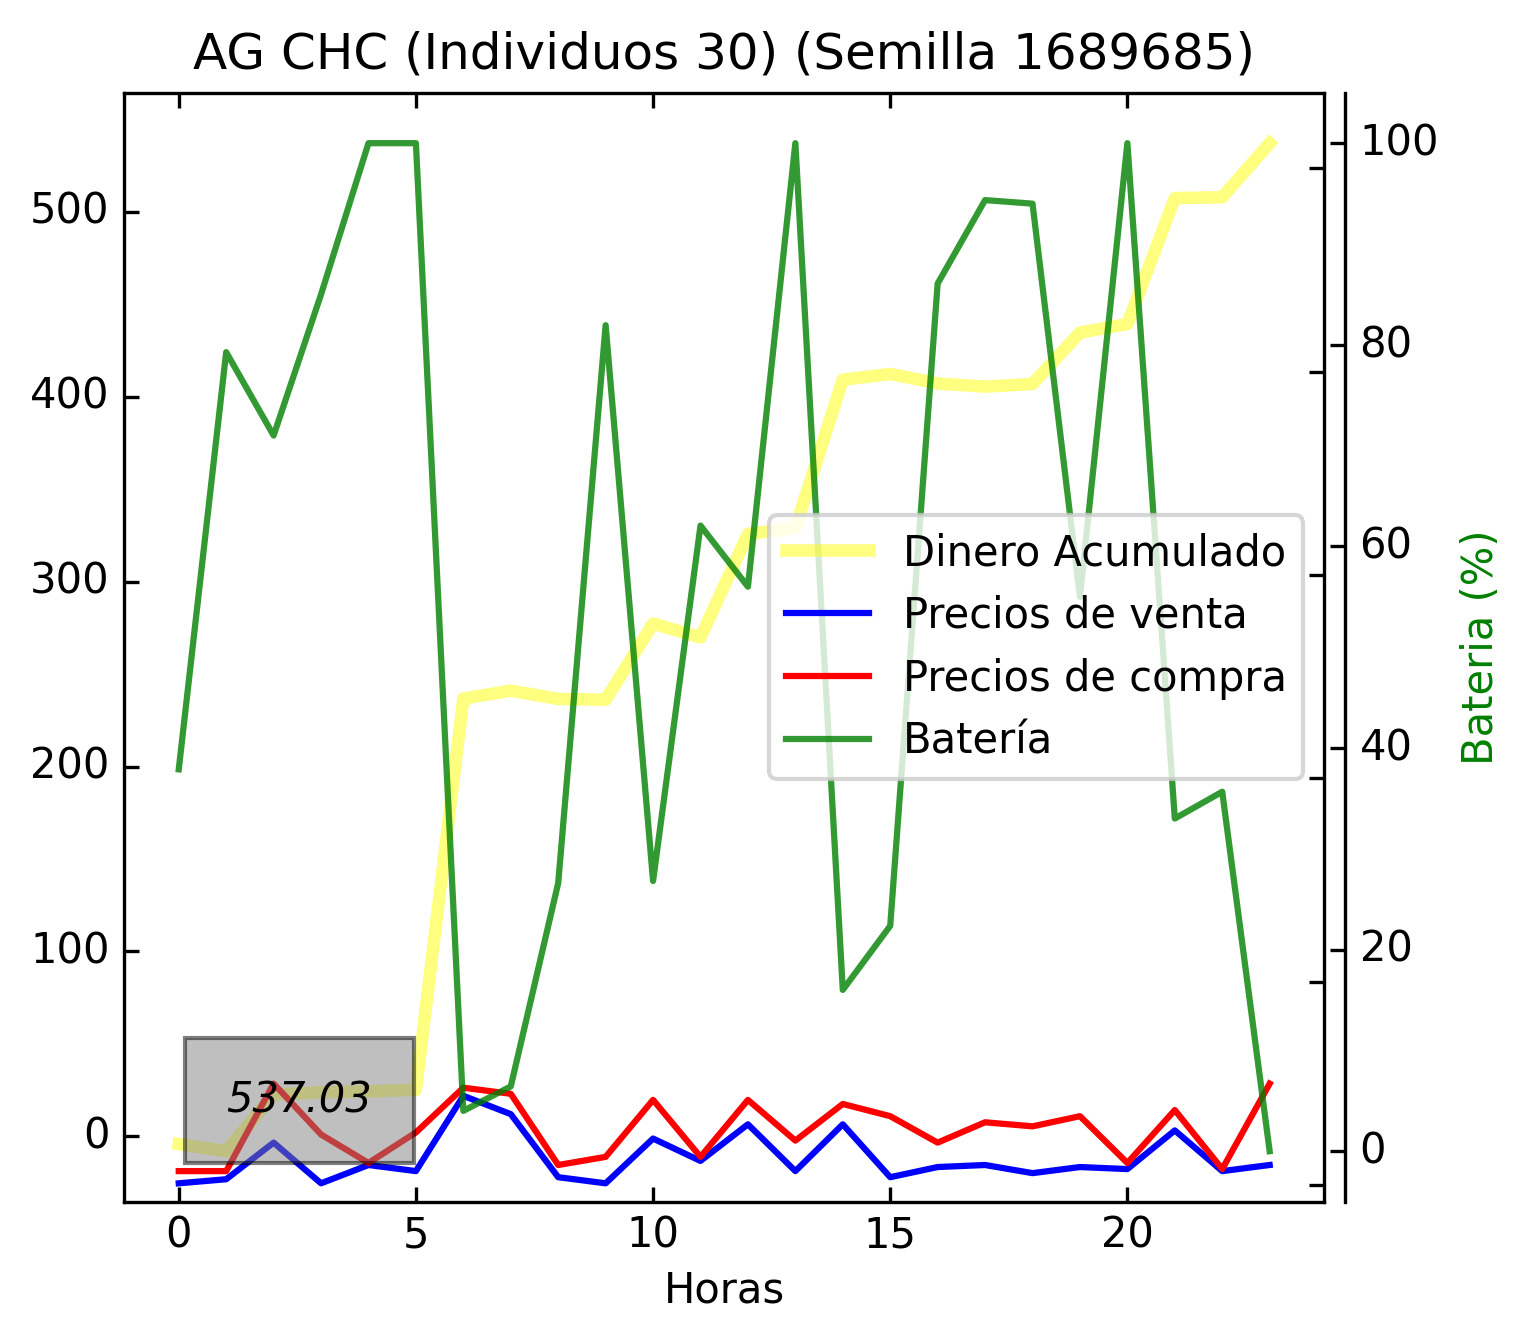 AG CHC (Individuos 30) (Semilla 1689685)
500
400
300
200
100
0
100
80
60
40
20
0
Bateria (%)
Dinero Acumulado
Precios de venta
Precios de compra
Batería
537.03
0 5 10 15 20
Horas